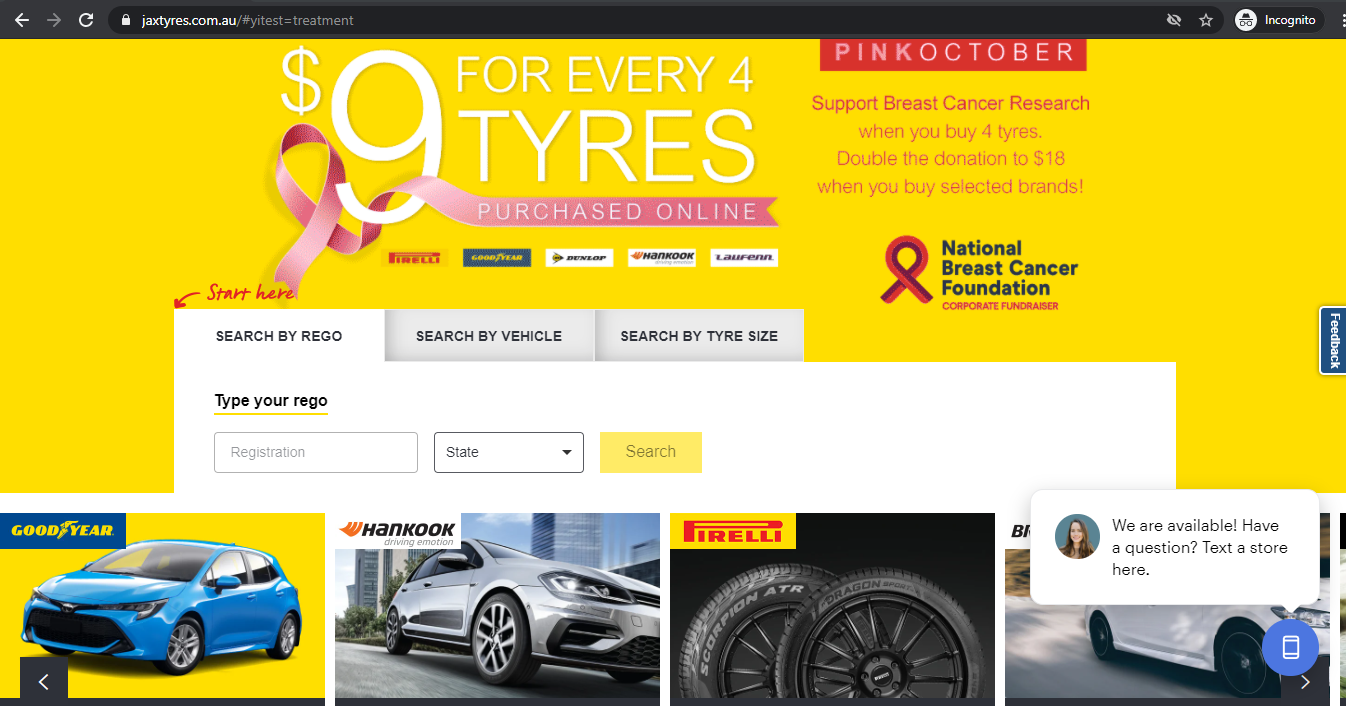 jaxtyres.com.au/#yitest=treatment
Incognito
$9 FOR EVERY 4
TYRES
PURCHASED ONLINE
PIRELLI
GOODYEAR
DUNLOP
HANKOOK
driving emotion
LAUFENN
PINKOCTOBER
Support Breast Cancer Research
when you buy 4 tyres.
Double the donation to $18
when you buy selected brands!
National
Breast Cancer
Foundation
CORPORATE FUNDRAISER
Start here
SEARCH BY REGO
SEARCH BY VEHICLE
SEARCH BY TYRE SIZE
Feedback
Type your rego
Registration
State
Search
GOODYEAR
HANKOOK
driving emotion
PIRELLI
SCORPION ATR
DRAGON SPORT
We are available! Have
a question? Text a store
here.